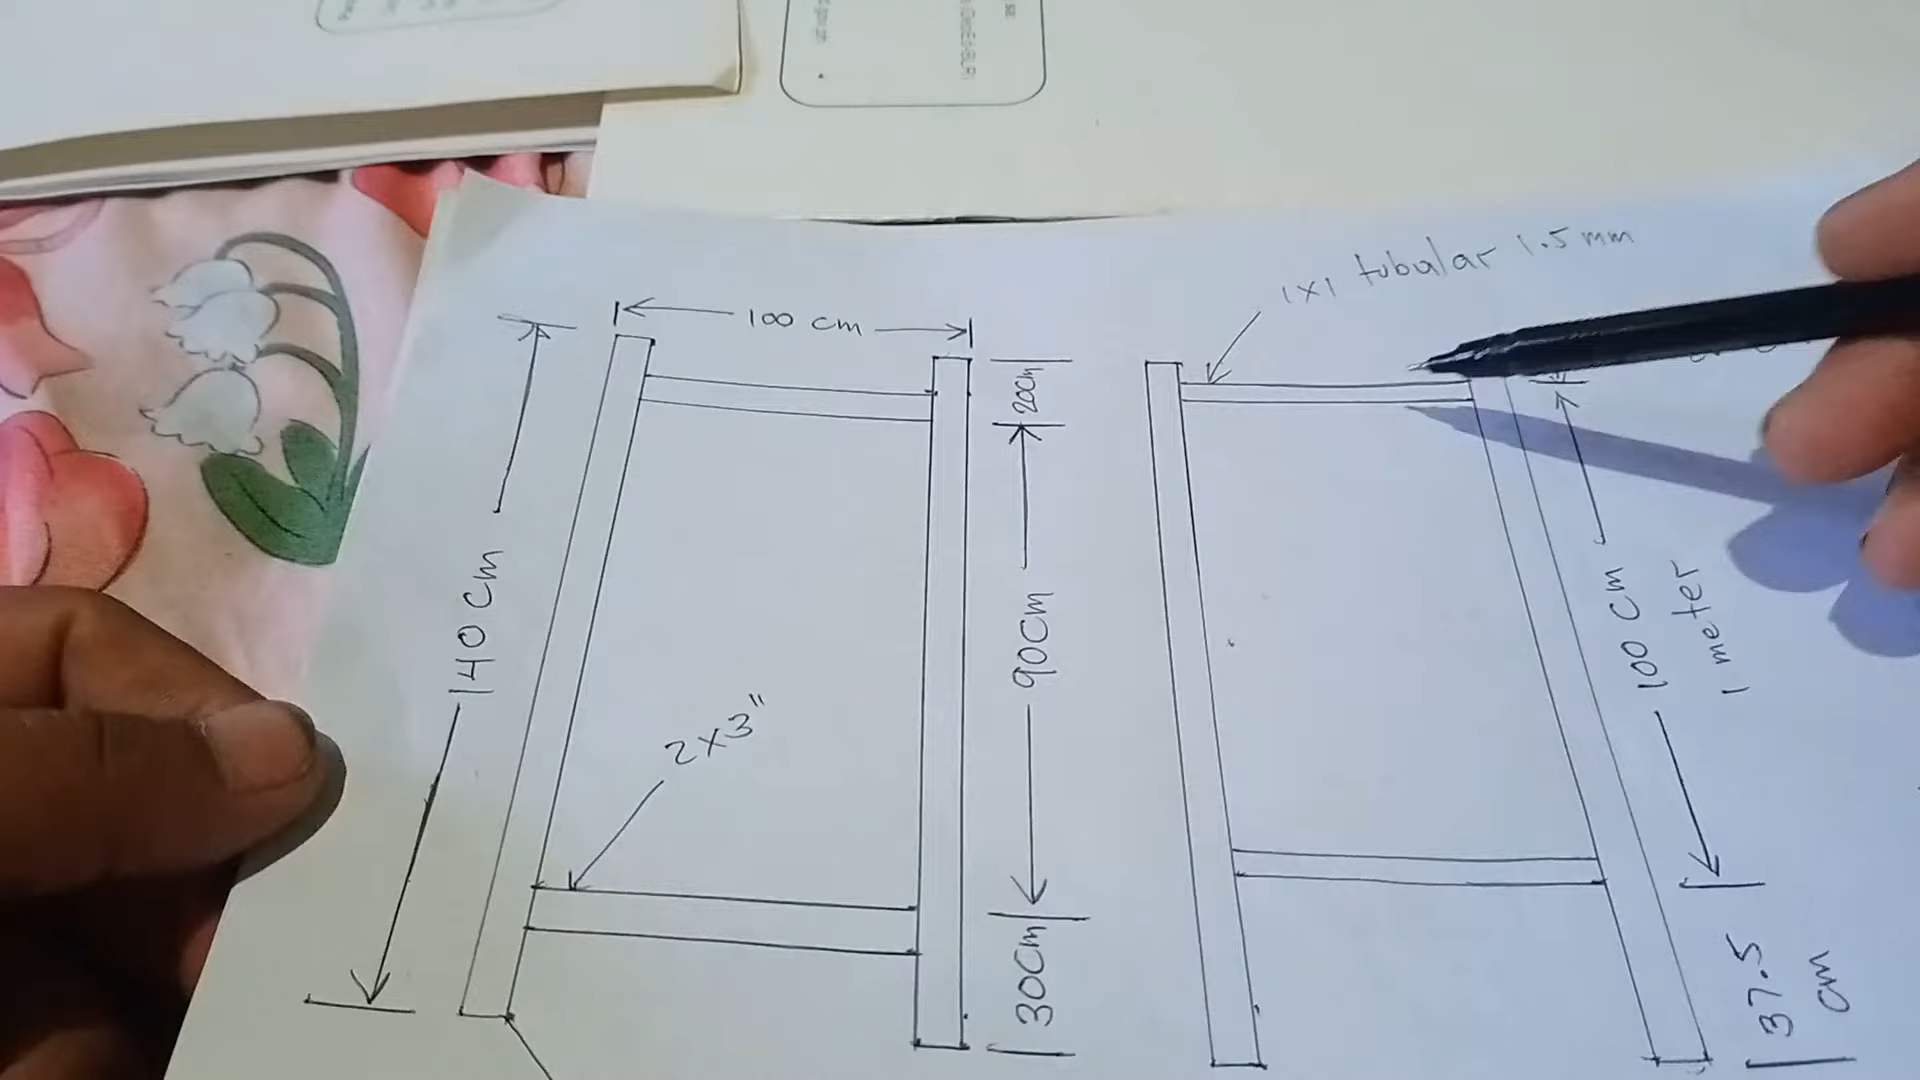 1x1 tubular 1.5 mm
100 cm
20cm
140 cm
90cm
2x3"
30cm
100 cm
1 meter
37.5
cm